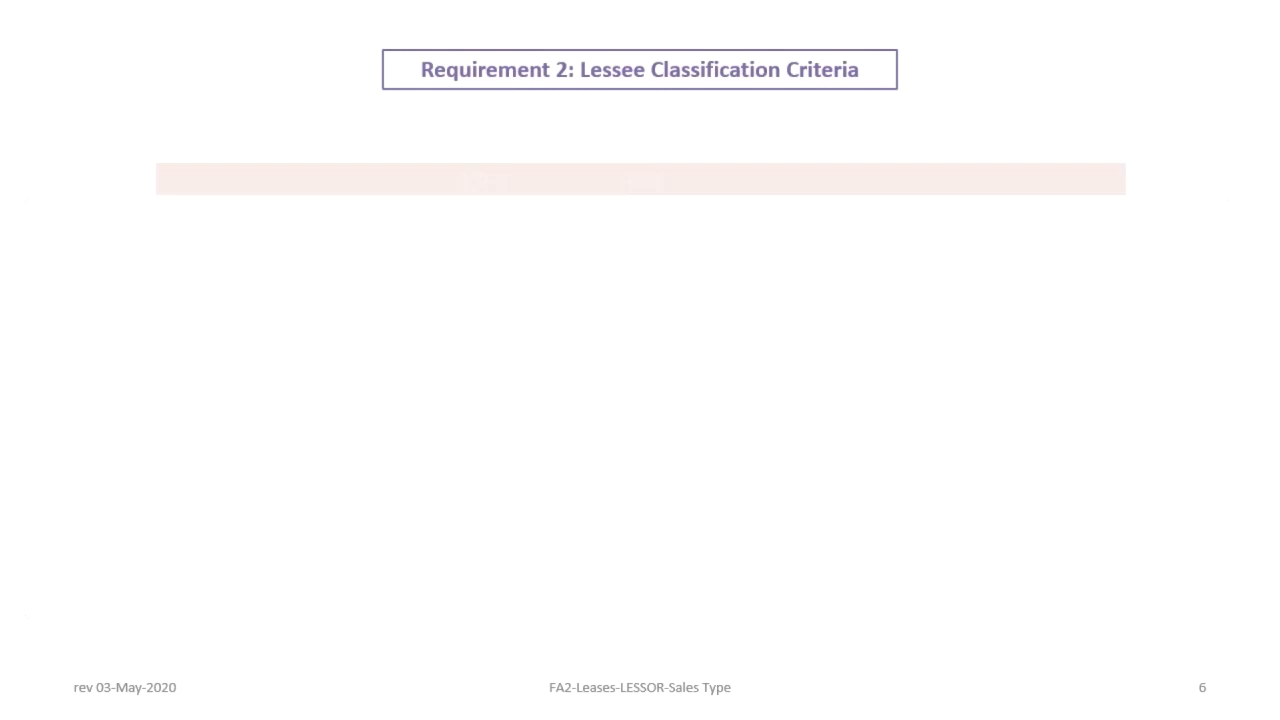 Requirement 2: Lessee Classification Criteria
rev 03-May-2020
FA2-Leases-LESSOR-Sales Type
6